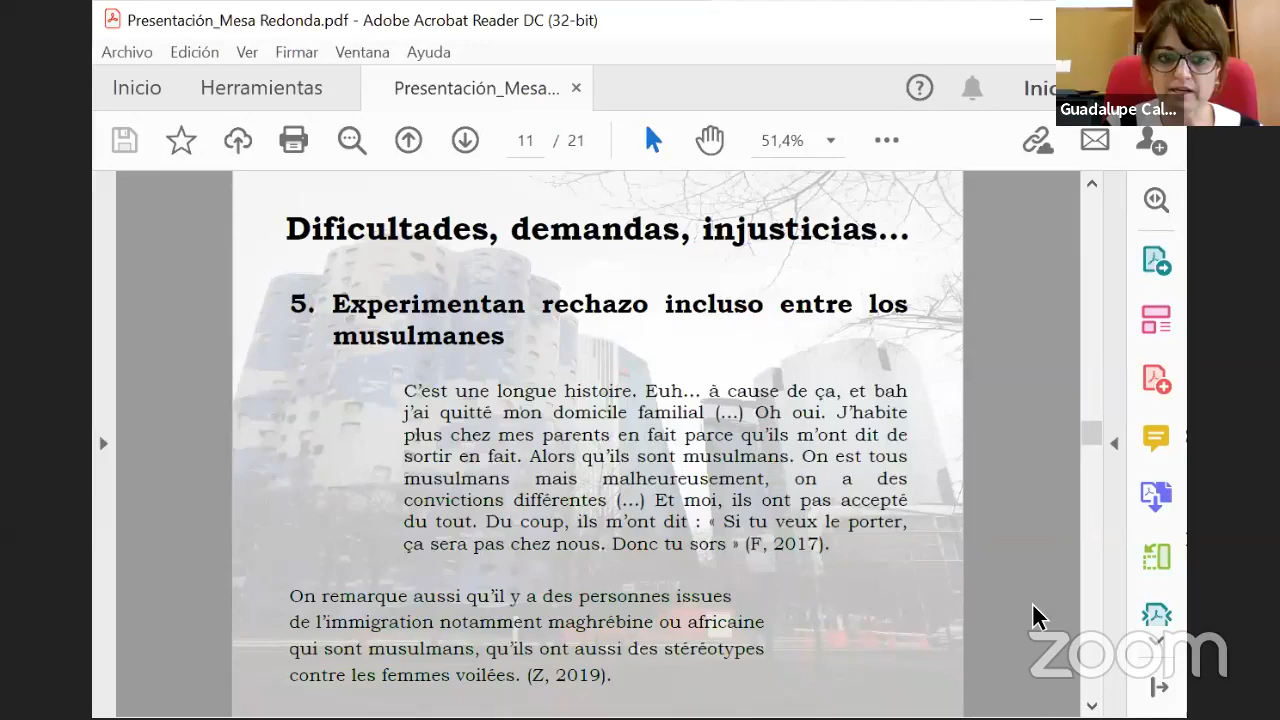 Presentación_Mesa Redonda.pdf - Adobe Acrobat Reader DC (32-bit)
Archivo Edición Ver Firmar Ventana Ayuda
Inicio Herramientas Presentación_Mesa... × Inic
11 / 21 51,4%
Guadalupe Cal...
Dificultades, demandas, injusticias...
5. Experimentan rechazo incluso entre los
musulmanes
C'est une longue histoire. Euh... à cause de ça, et bah
j'ai quitté mon domicile familial (...) Oh oui. J'habite
plus chez mes parents en fait parce qu'ils m'ont dit de
sortir en fait. Alors qu'ils sont musulmans. On est tous
musulmans mais malheureusement, on a des
convictions différentes (...) Et moi, ils ont pas accepté
du tout. Du coup, ils m'ont dit : « Si tu veux le porter,
ça sera pas chez nous. Donc tu sors » (F, 2017).
On remarque aussi qu'il y a des personnes issues
de l'immigration notamment maghrébine ou africaine
qui sont musulmans, qu'ils ont aussi des stéréotypes
contre les femmes voilées. (Z, 2019).
zoom